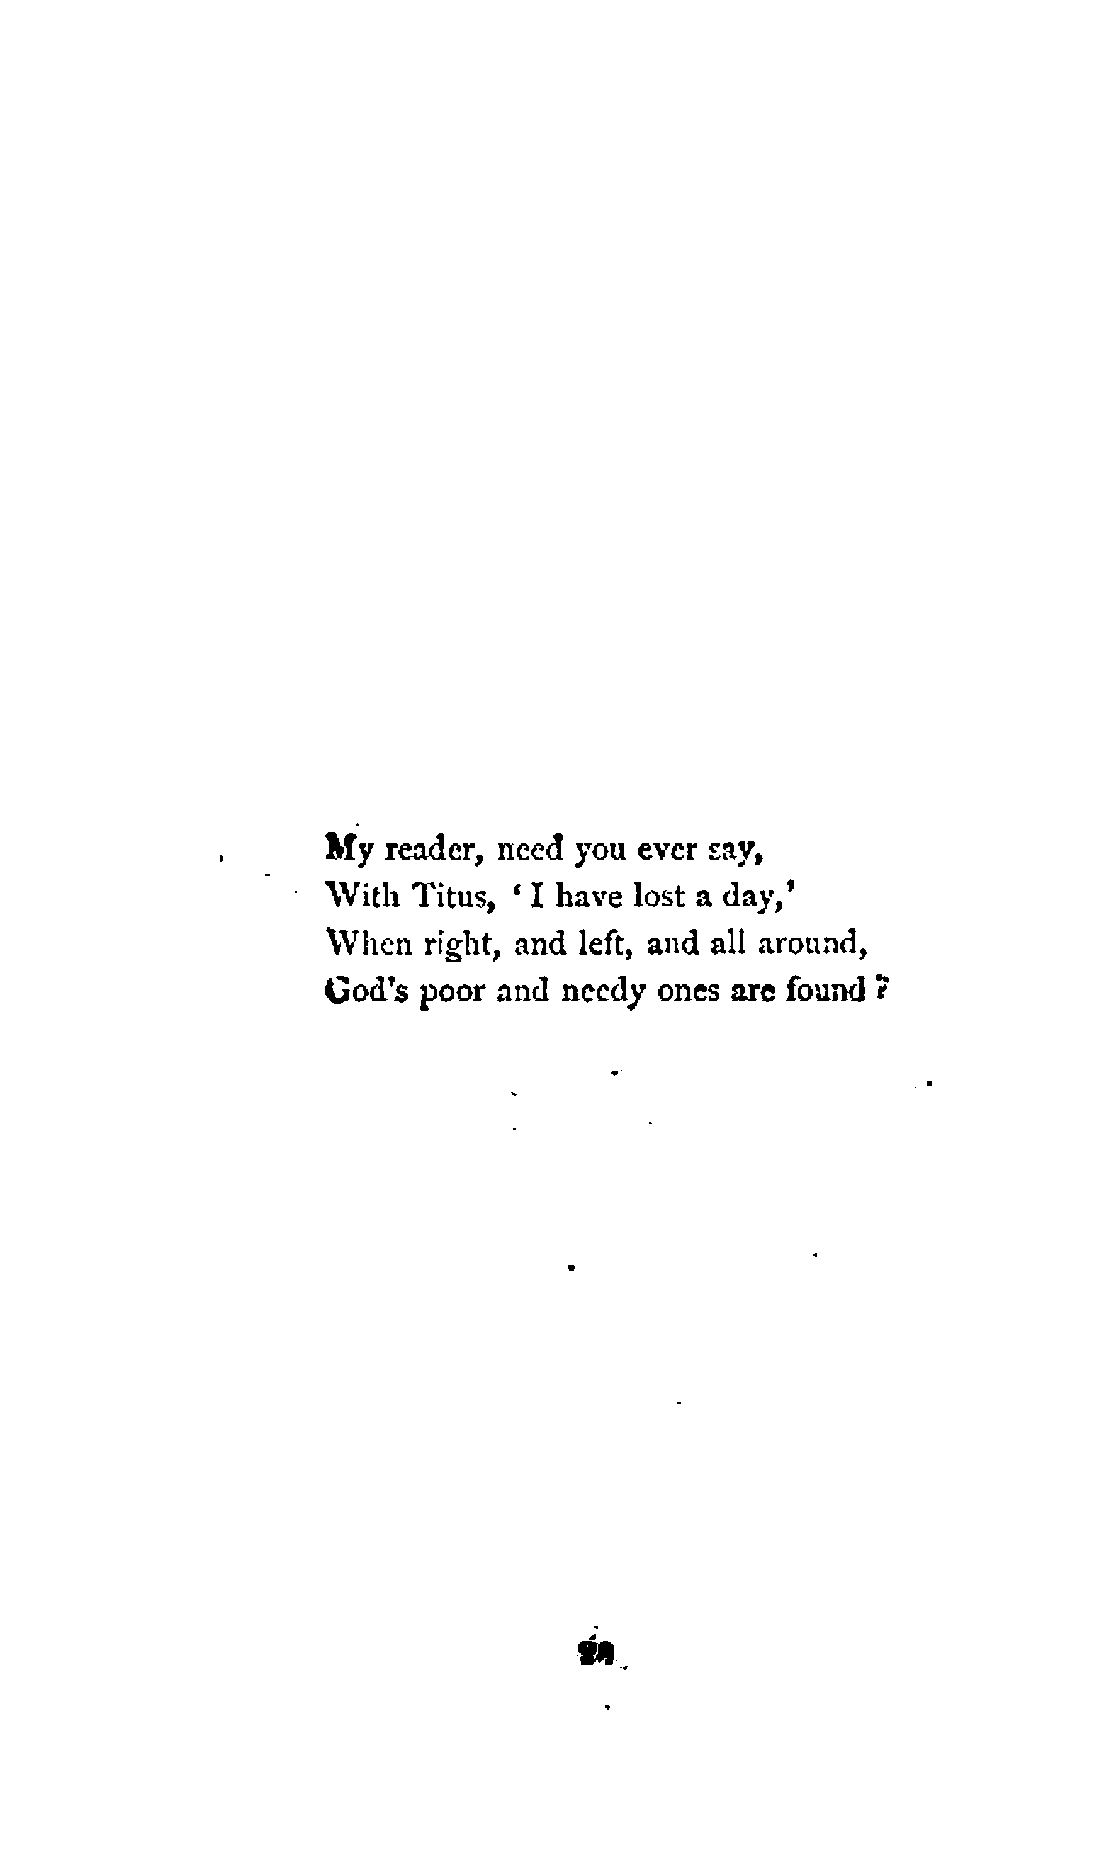 My reader, need you ever say,
With Titus, ‘ I have lost a day,’
When right, and left, and all around,
God's poor and needy ones are found ?